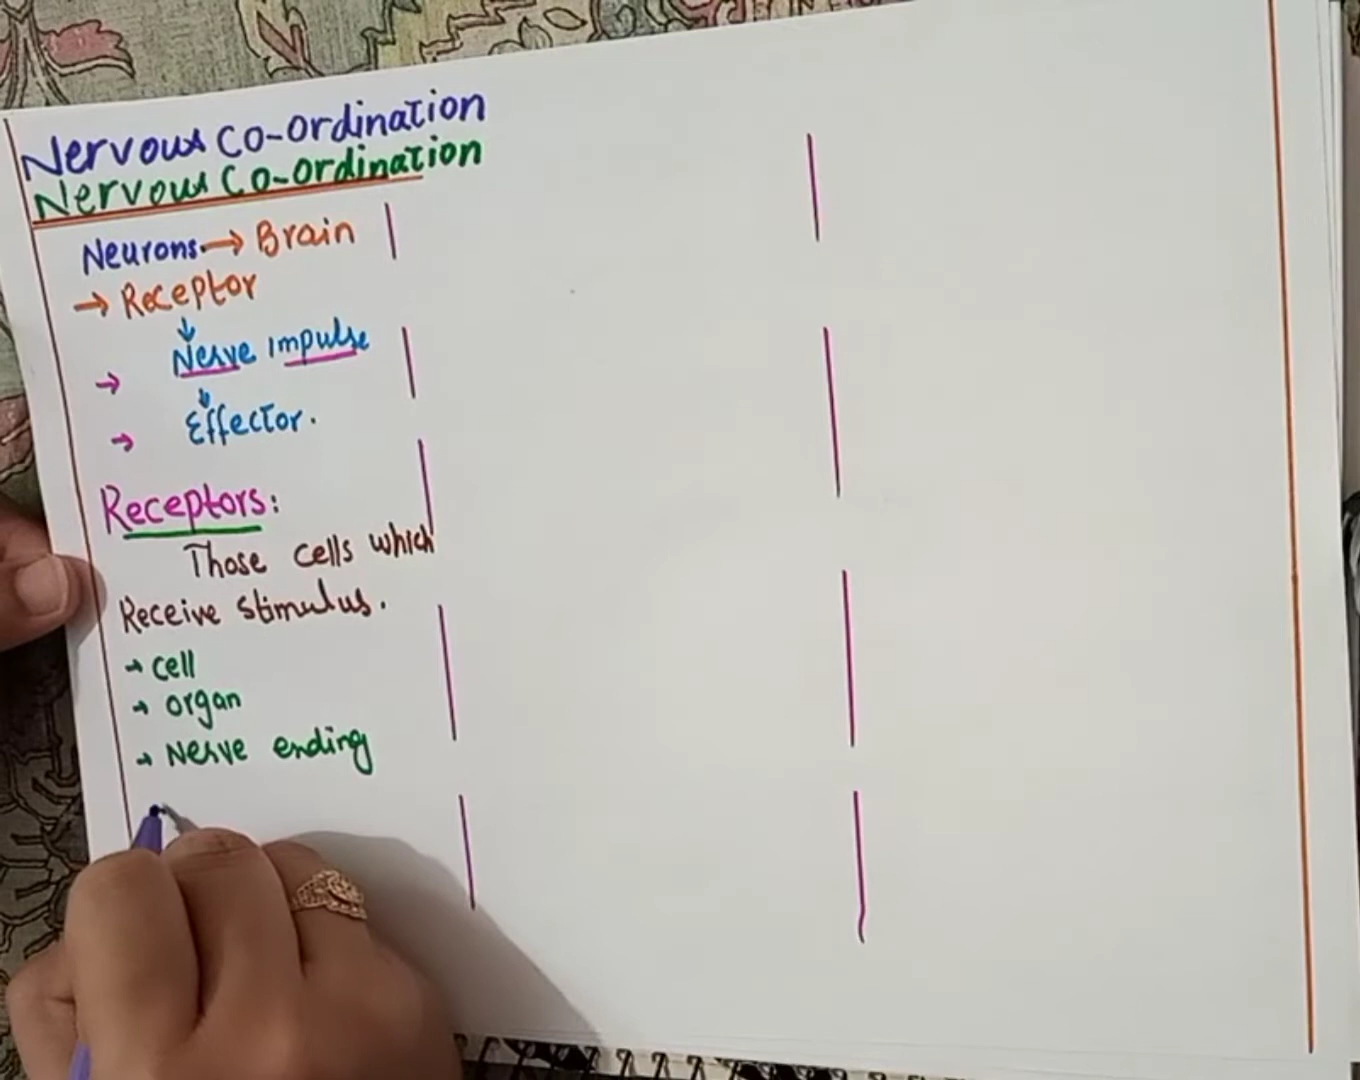 Nervous Co-ordination
Nervous Co-ordination
Neurons → Brain
→ Receptor
↓
→ Nerve impulse
↓
→ Effector.
Receptors:
Those cells which
Receive stimulus.
→ cell
→ organ
→ Nerve ending